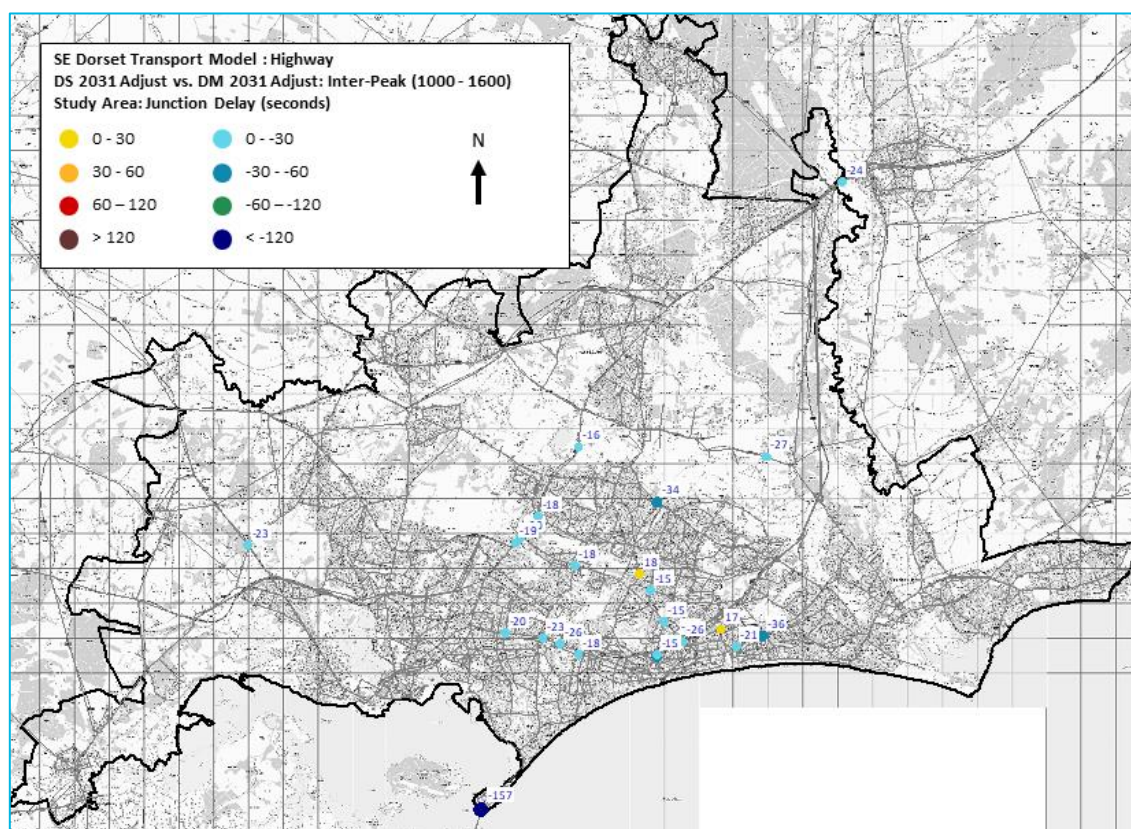 SE Dorset Transport Model : Highway
DS 2031 Adjust vs. DM 2031 Adjust: Inter-Peak (1000 - 1600)
Study Area: Junction Delay (seconds)
0 - 30
0 - -30
N
30 - 60
-30 - -60
60 – 120
-60 – -120
> 120
< -120
-24
-16
-27
-34
-18
-19
-23
-18
18
-15
-15
17
-20
-23
-26
-26
-36
-18
-15
-21
-157